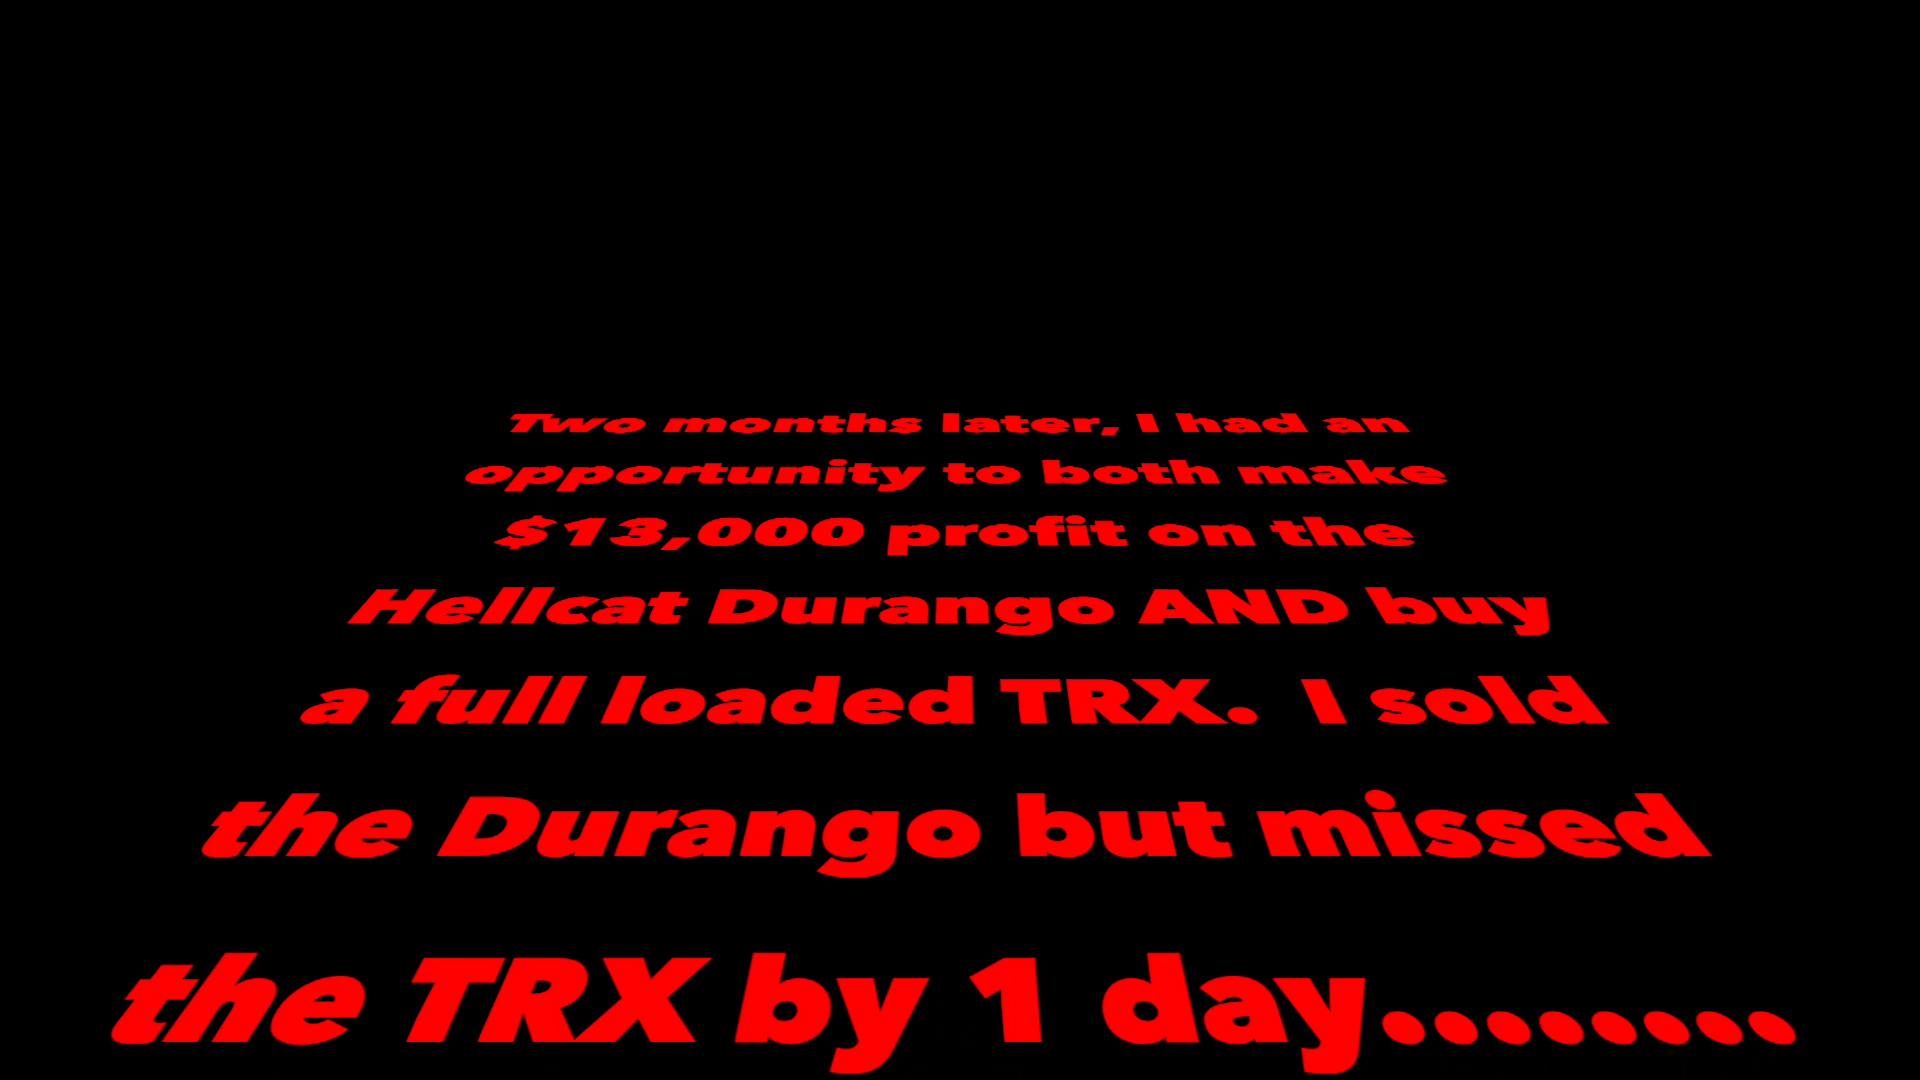 Two months later, I had an
opportunity to both make
$13,000 profit on the
Hellcat Durango AND buy
a full loaded TRX.  I sold
the Durango but missed
the TRX by 1 day........